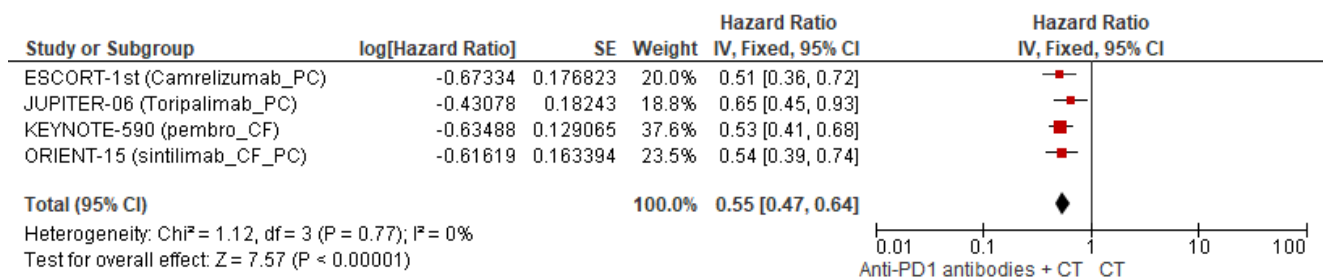 Hazard Ratio Hazard Ratio
Study or Subgroup log[Hazard Ratio] SE Weight IV, Fixed, 95% CI IV, Fixed, 95% CI
ESCORT-1st (Camrelizumab_PC) -0.67334 0.176823 20.0% 0.51 [0.36, 0.72]
JUPITER-06 (Toripalimab_PC) -0.43078 0.18243 18.8% 0.65 [0.45, 0.93]
KEYNOTE-590 (pembro_CF) -0.63488 0.129065 37.6% 0.53 [0.41, 0.68]
ORIENT-15 (sintilimab_CF_PC) -0.61619 0.163394 23.5% 0.54 [0.39, 0.74]
Total (95% CI) 100.0% 0.55 [0.47, 0.64]
Heterogeneity: Chi² = 1.12, df = 3 (P = 0.77); I² = 0%
Test for overall effect: Z = 7.57 (P < 0.00001)
0.01 0.1 1 10 100
Anti-PD1 antibodies + CT CT